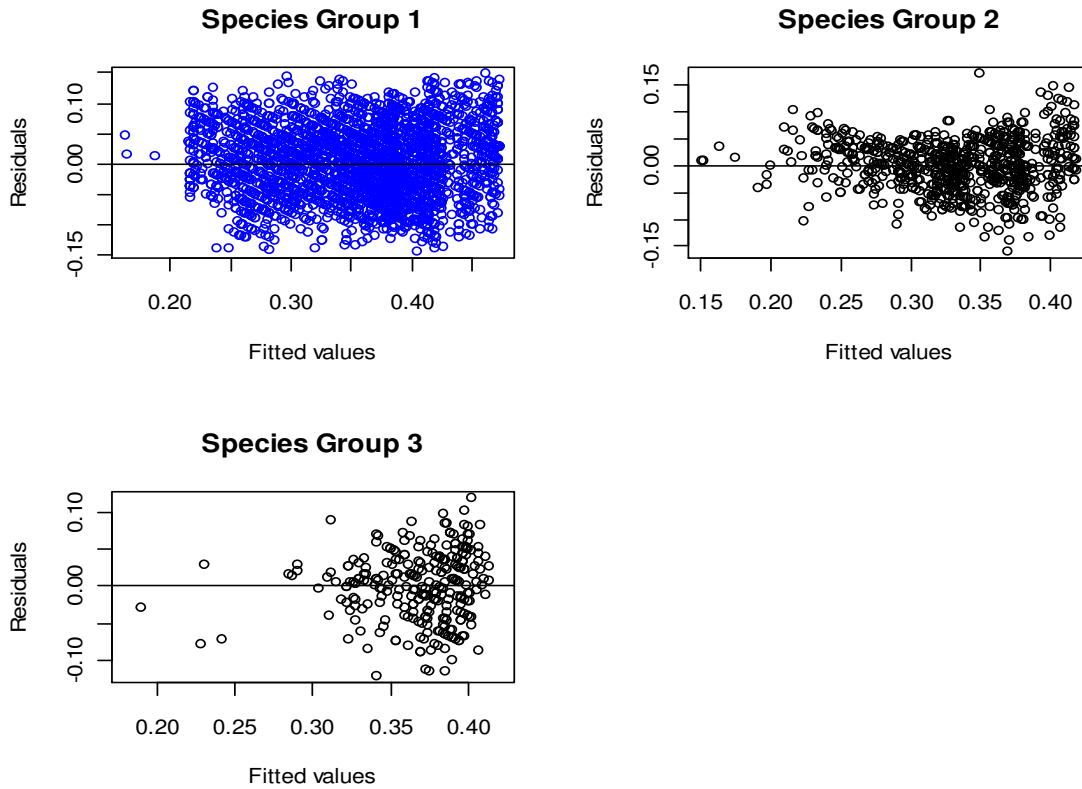 Species Group 1
Residuals
-0.15 0.00 0.10
0.20 0.30 0.40
Fitted values
Species Group 2
Residuals
-0.15 0.00 0.15
0.15 0.20 0.25 0.30 0.35 0.40
Fitted values
Species Group 3
Residuals
-0.10 0.00 0.10
0.20 0.25 0.30 0.35 0.40
Fitted values